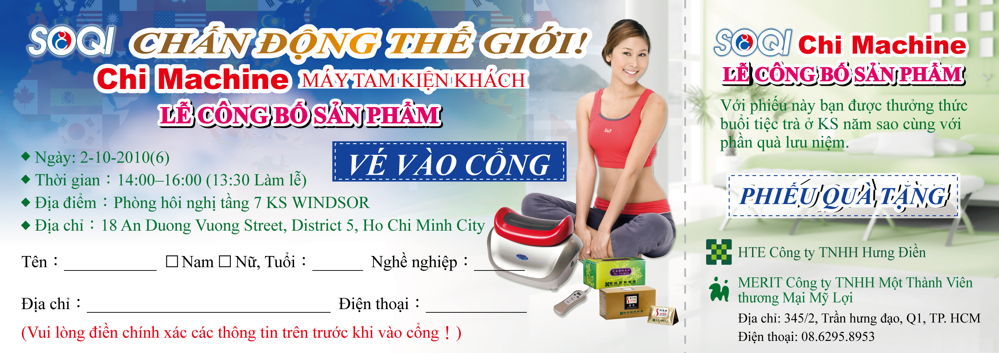 SOQI CHẤN ĐỘNG THẾ GIỚI!
Chi Machine MÁY TAM KIỆN KHÁCH
LỄ CÔNG BỐ SẢN PHẨM
VÉ VÀO CỔNG
◆ Ngày: 2-10-2010(6)
◆ Thời gian：14:00–16:00 (13:30 Làm lễ)
◆ Địa điểm：Phòng hôi nghị tầng 7 KS WINDSOR
◆ Địa chỉ：18 An Duong Vuong Street, District 5, Ho Chi Minh City
Tên：__________ □ Nam □ Nữ, Tuổi：______ Nghề nghiệp：______
Địa chỉ：____________________________ Điện thoại：____________
(Vui lòng điền chính xác các thông tin trên trước khi vào cổng！)
D&P
Chi Formula
SOQI Chi Machine
LỄ CÔNG BỐ SẢN PHẨM
Với phiếu này bạn được thưởng thức
buổi tiệc trà ở KS năm sao cùng với
phần quà lưu niệm.
PHIẾU QUÀ TẶNG
HTE Công ty TNHH Hưng Điền
MERIT Công ty TNHH Một Thành Viên
thương Mại Mỹ Lợi
Địa chỉ: 345/2, Trần hưng đạo, Q1, TP. HCM
Điện thoại: 08.6295.8953